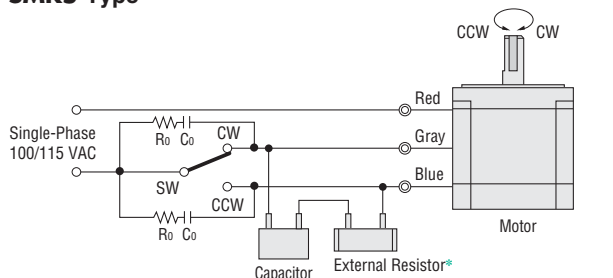 SMK5 Type
CCW
CW
Red
Single-Phase
100/115 VAC
R0 C0
CW
Gray
SW
Blue
CCW
R0 C0
Motor
Capacitor
External Resistor*